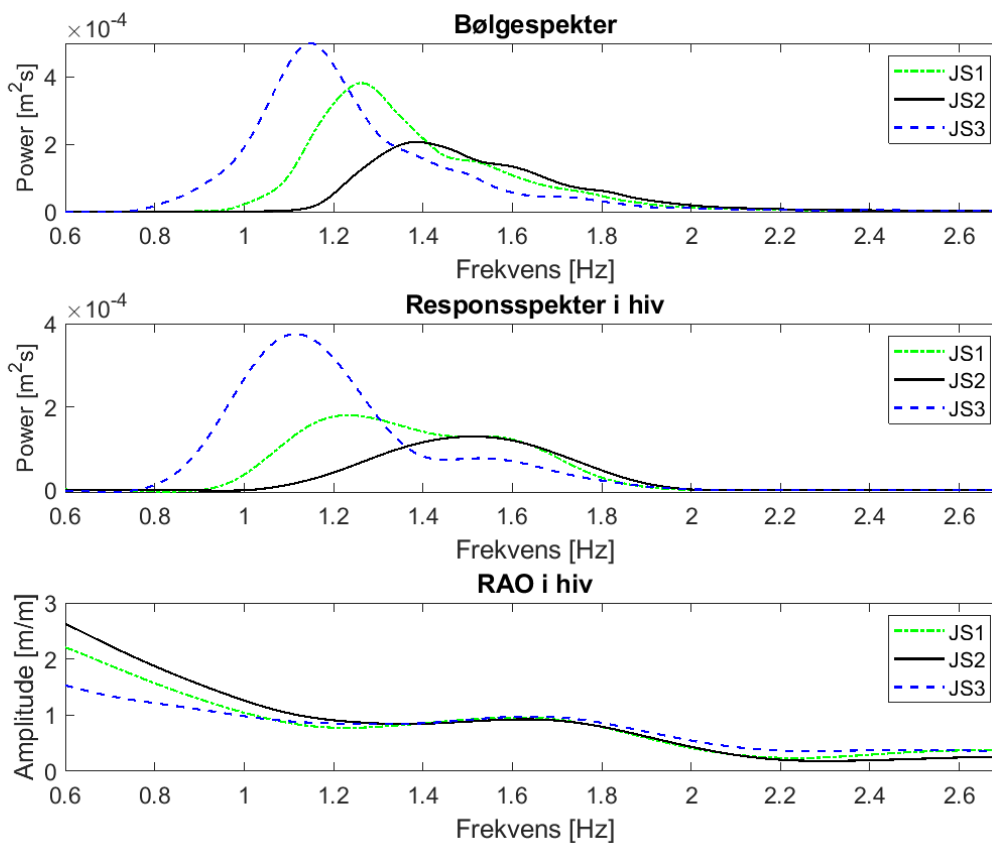 Bølgespekter
×10⁻⁴
Power [m²s]
4
2
0
0.6 0.8 1 1.2 1.4 1.6 1.8 2 2.2 2.4 2.6
Frekvens [Hz]
JS1
JS2
JS3
Responsspekter i hiv
×10⁻⁴
Power [m²s]
4
2
0
0.6 0.8 1 1.2 1.4 1.6 1.8 2 2.2 2.4 2.6
Frekvens [Hz]
JS1
JS2
JS3
RAO i hiv
Amplitude [m/m]
3
2
1
0
0.6 0.8 1 1.2 1.4 1.6 1.8 2 2.2 2.4 2.6
Frekvens [Hz]
JS1
JS2
JS3